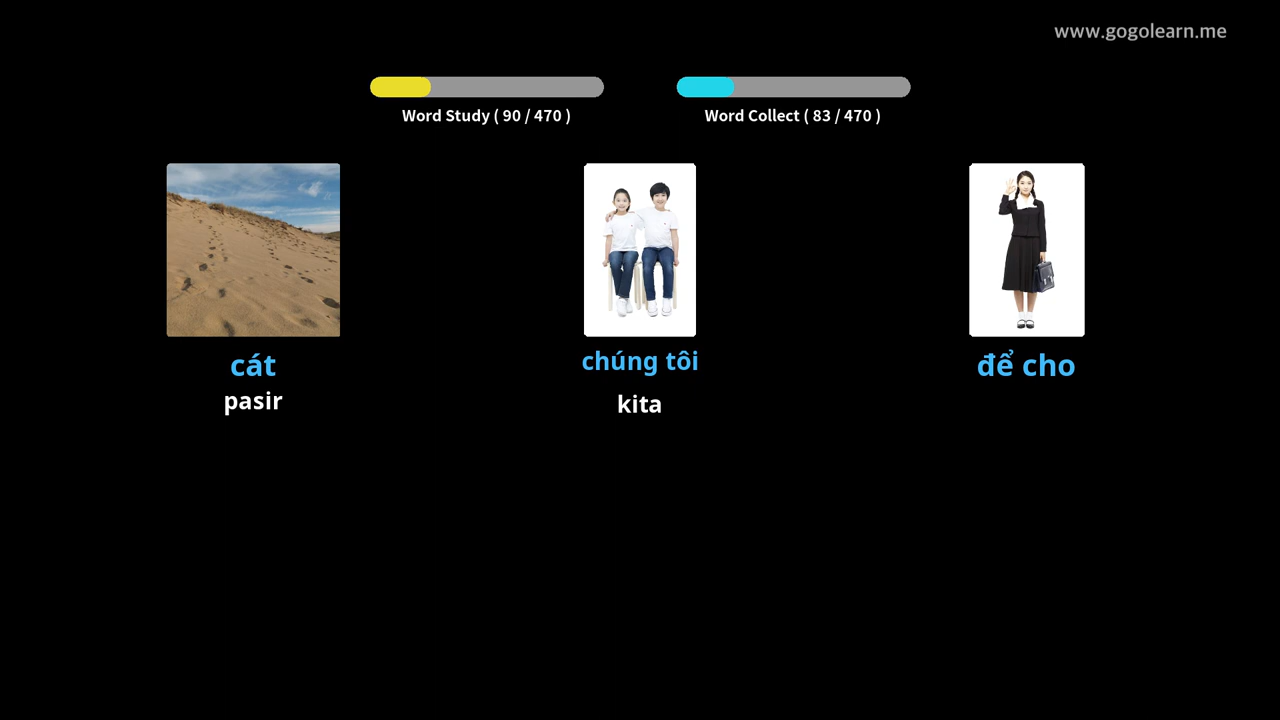 www.gogolearn.me
Word Study ( 90 / 470 )
Word Collect ( 83 / 470 )
cát
pasir
chúng tôi
kita
để cho